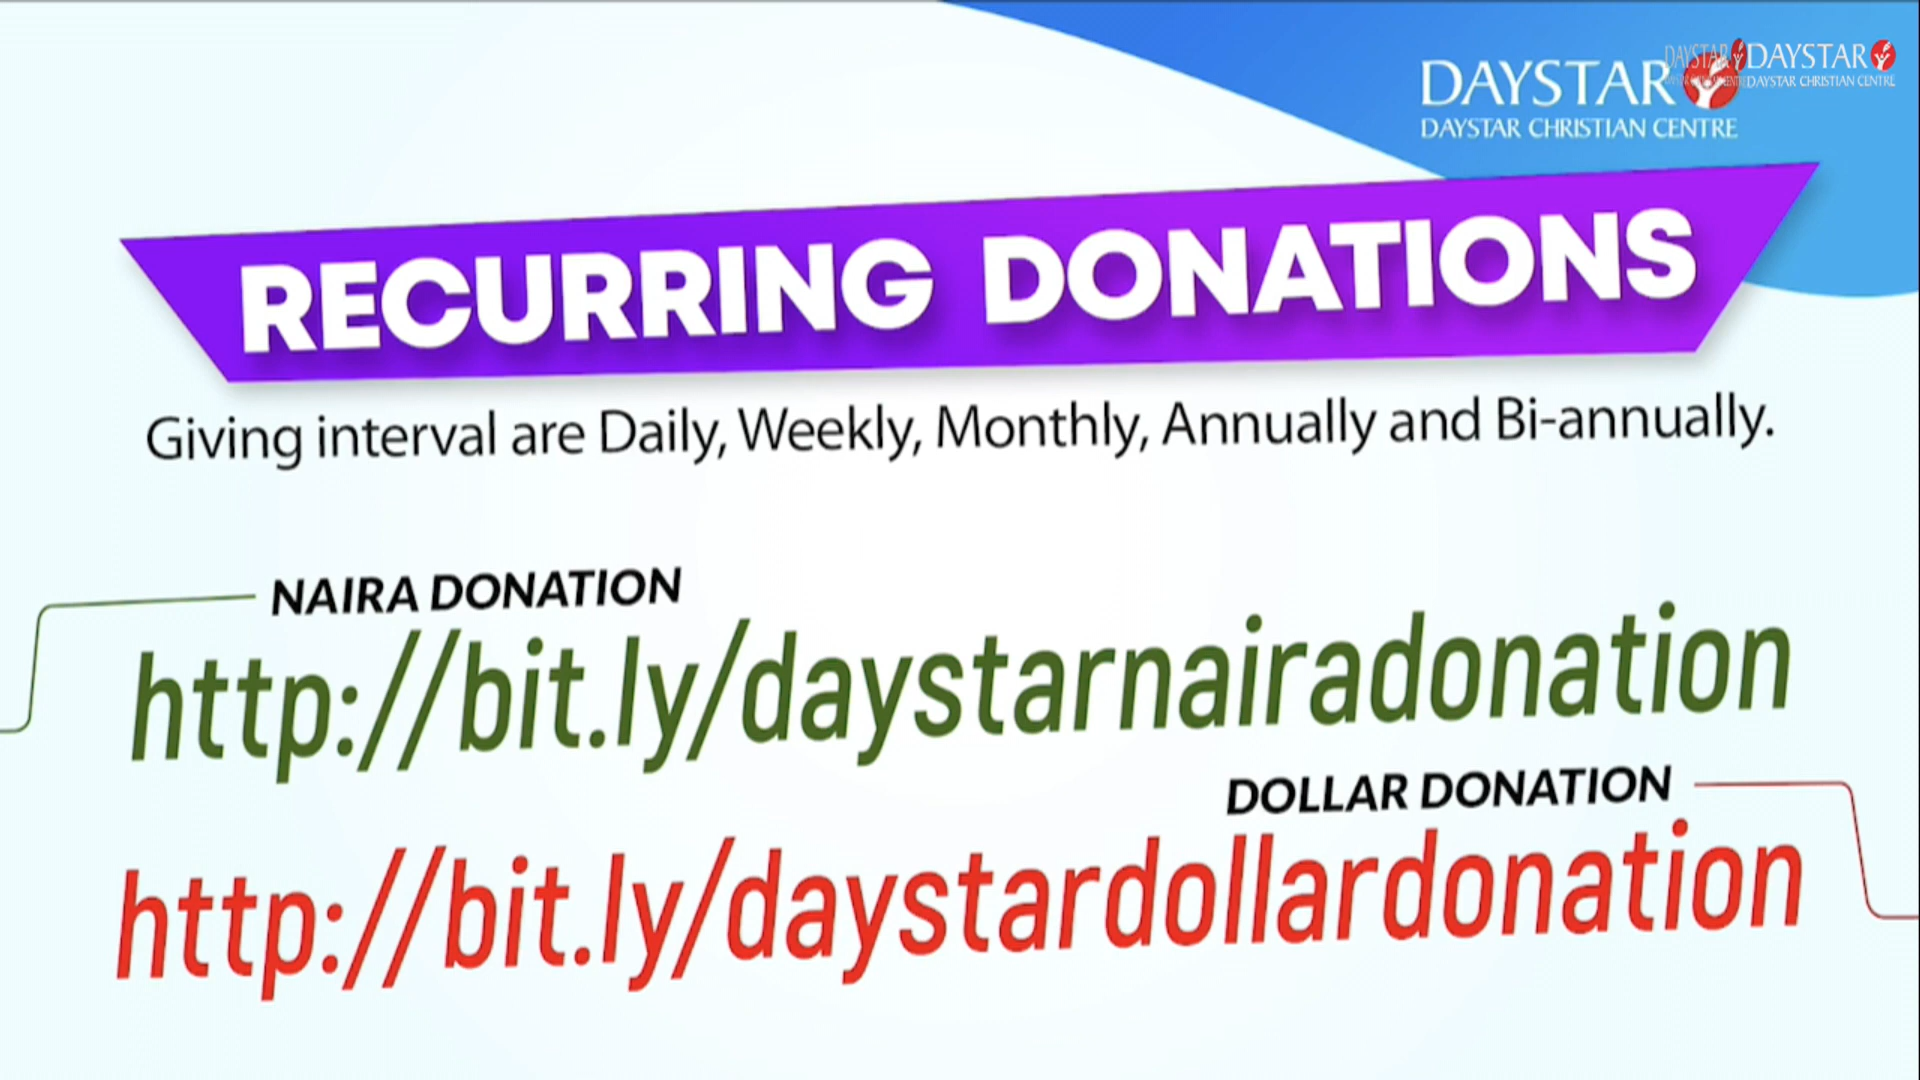 DAYSTAR
DAYSTAR CHRISTIAN CENTRE
DAYSTAR
DAYSTAR CHRISTIAN CENTRE
RECURRING DONATIONS
Giving interval are Daily, Weekly, Monthly, Annually and Bi-annually.
NAIRA DONATION
http://bit.ly/daystarnairadonation
DOLLAR DONATION
http://bit.ly/daystardollardonation